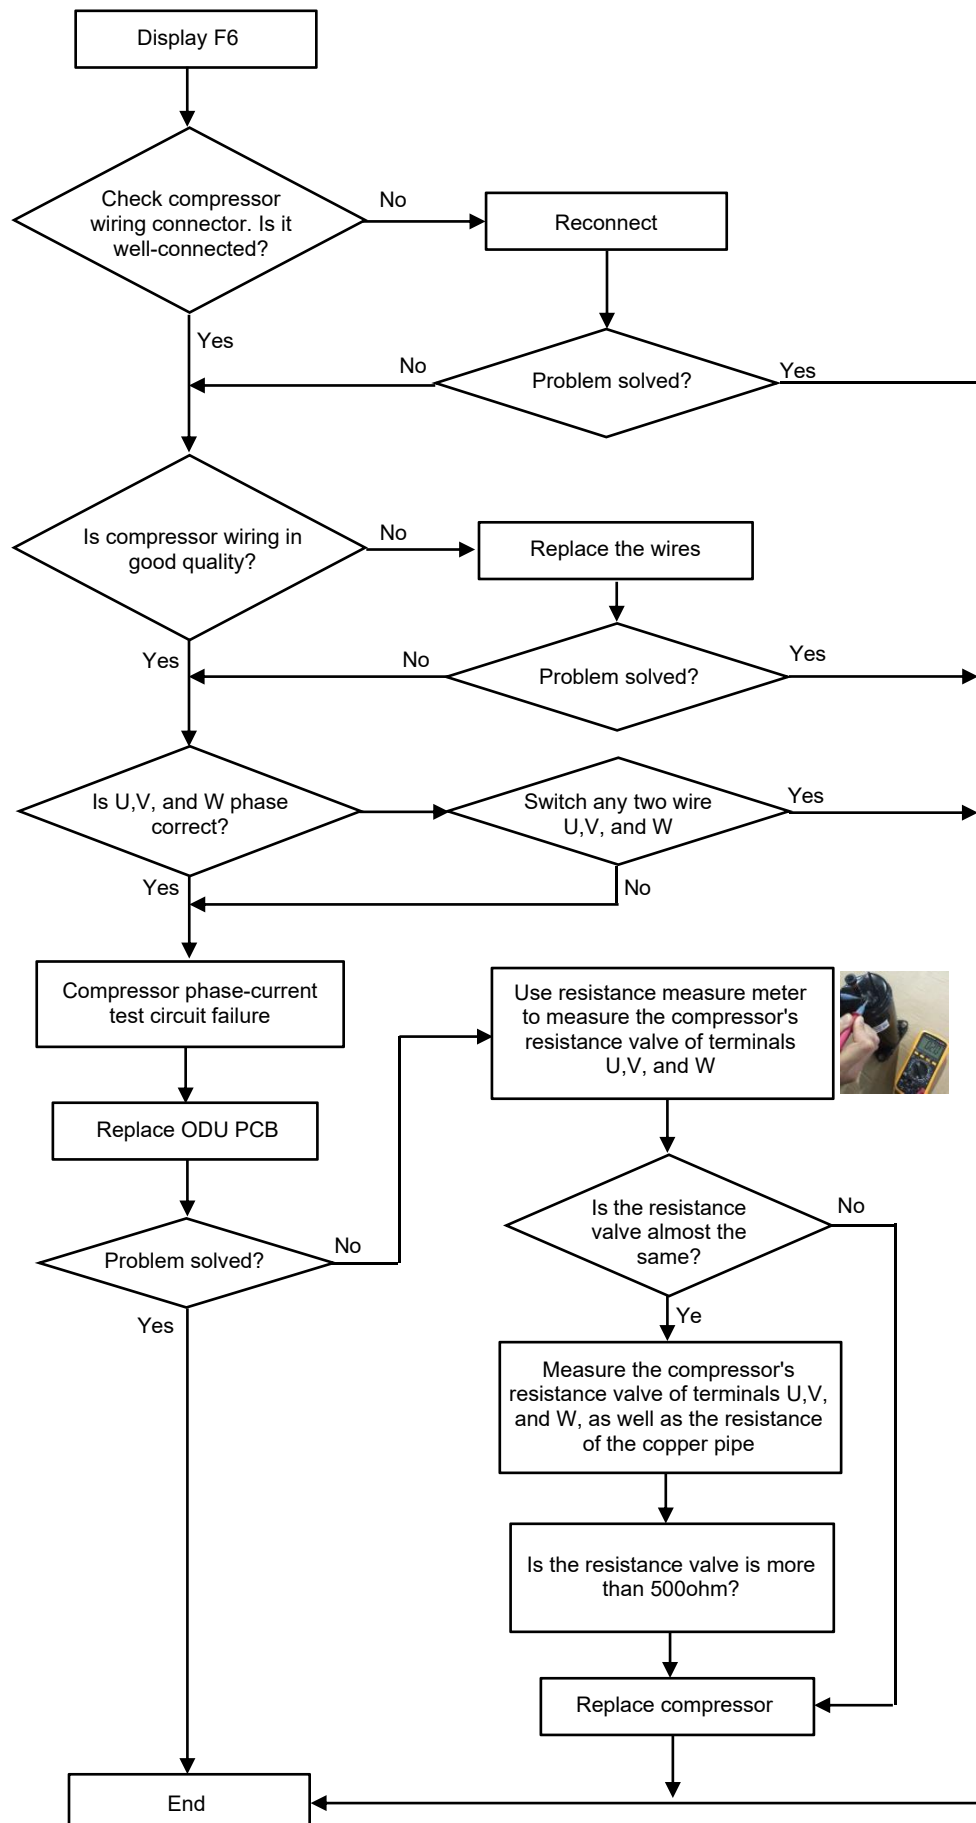 Display F6
Check compressor
wiring connector. Is it
well-connected?
No
Reconnect
Yes
No
Problem solved?
Yes
Is compressor wiring in
good quality?
No
Replace the wires
Yes
No
Problem solved?
Yes
Is U,V, and W phase
correct?
Switch any two wire
U,V, and W
Yes
Yes
No
Compressor phase-current
test circuit failure
Use resistance measure meter
to measure the compressor's
resistance valve of terminals
U,V, and W
Replace ODU PCB
Problem solved?
No
Is the resistance
valve almost the
same?
No
Yes
Ye
Measure the compressor's
resistance valve of terminals U,V,
and W, as well as the resistance
of the copper pipe
Is the resistance valve is more
than 500ohm?
Replace compressor
End